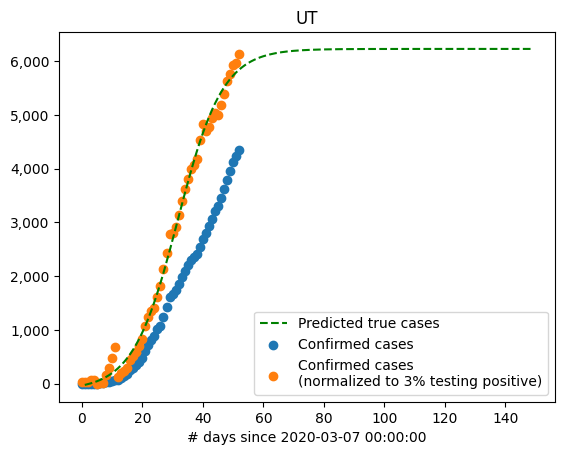 UT
6,000
5,000
4,000
3,000
2,000
1,000
0
0 20 40 60 80 100 120 140
# days since 2020-03-07 00:00:00
Predicted true cases
Confirmed cases
Confirmed cases
(normalized to 3% testing positive)